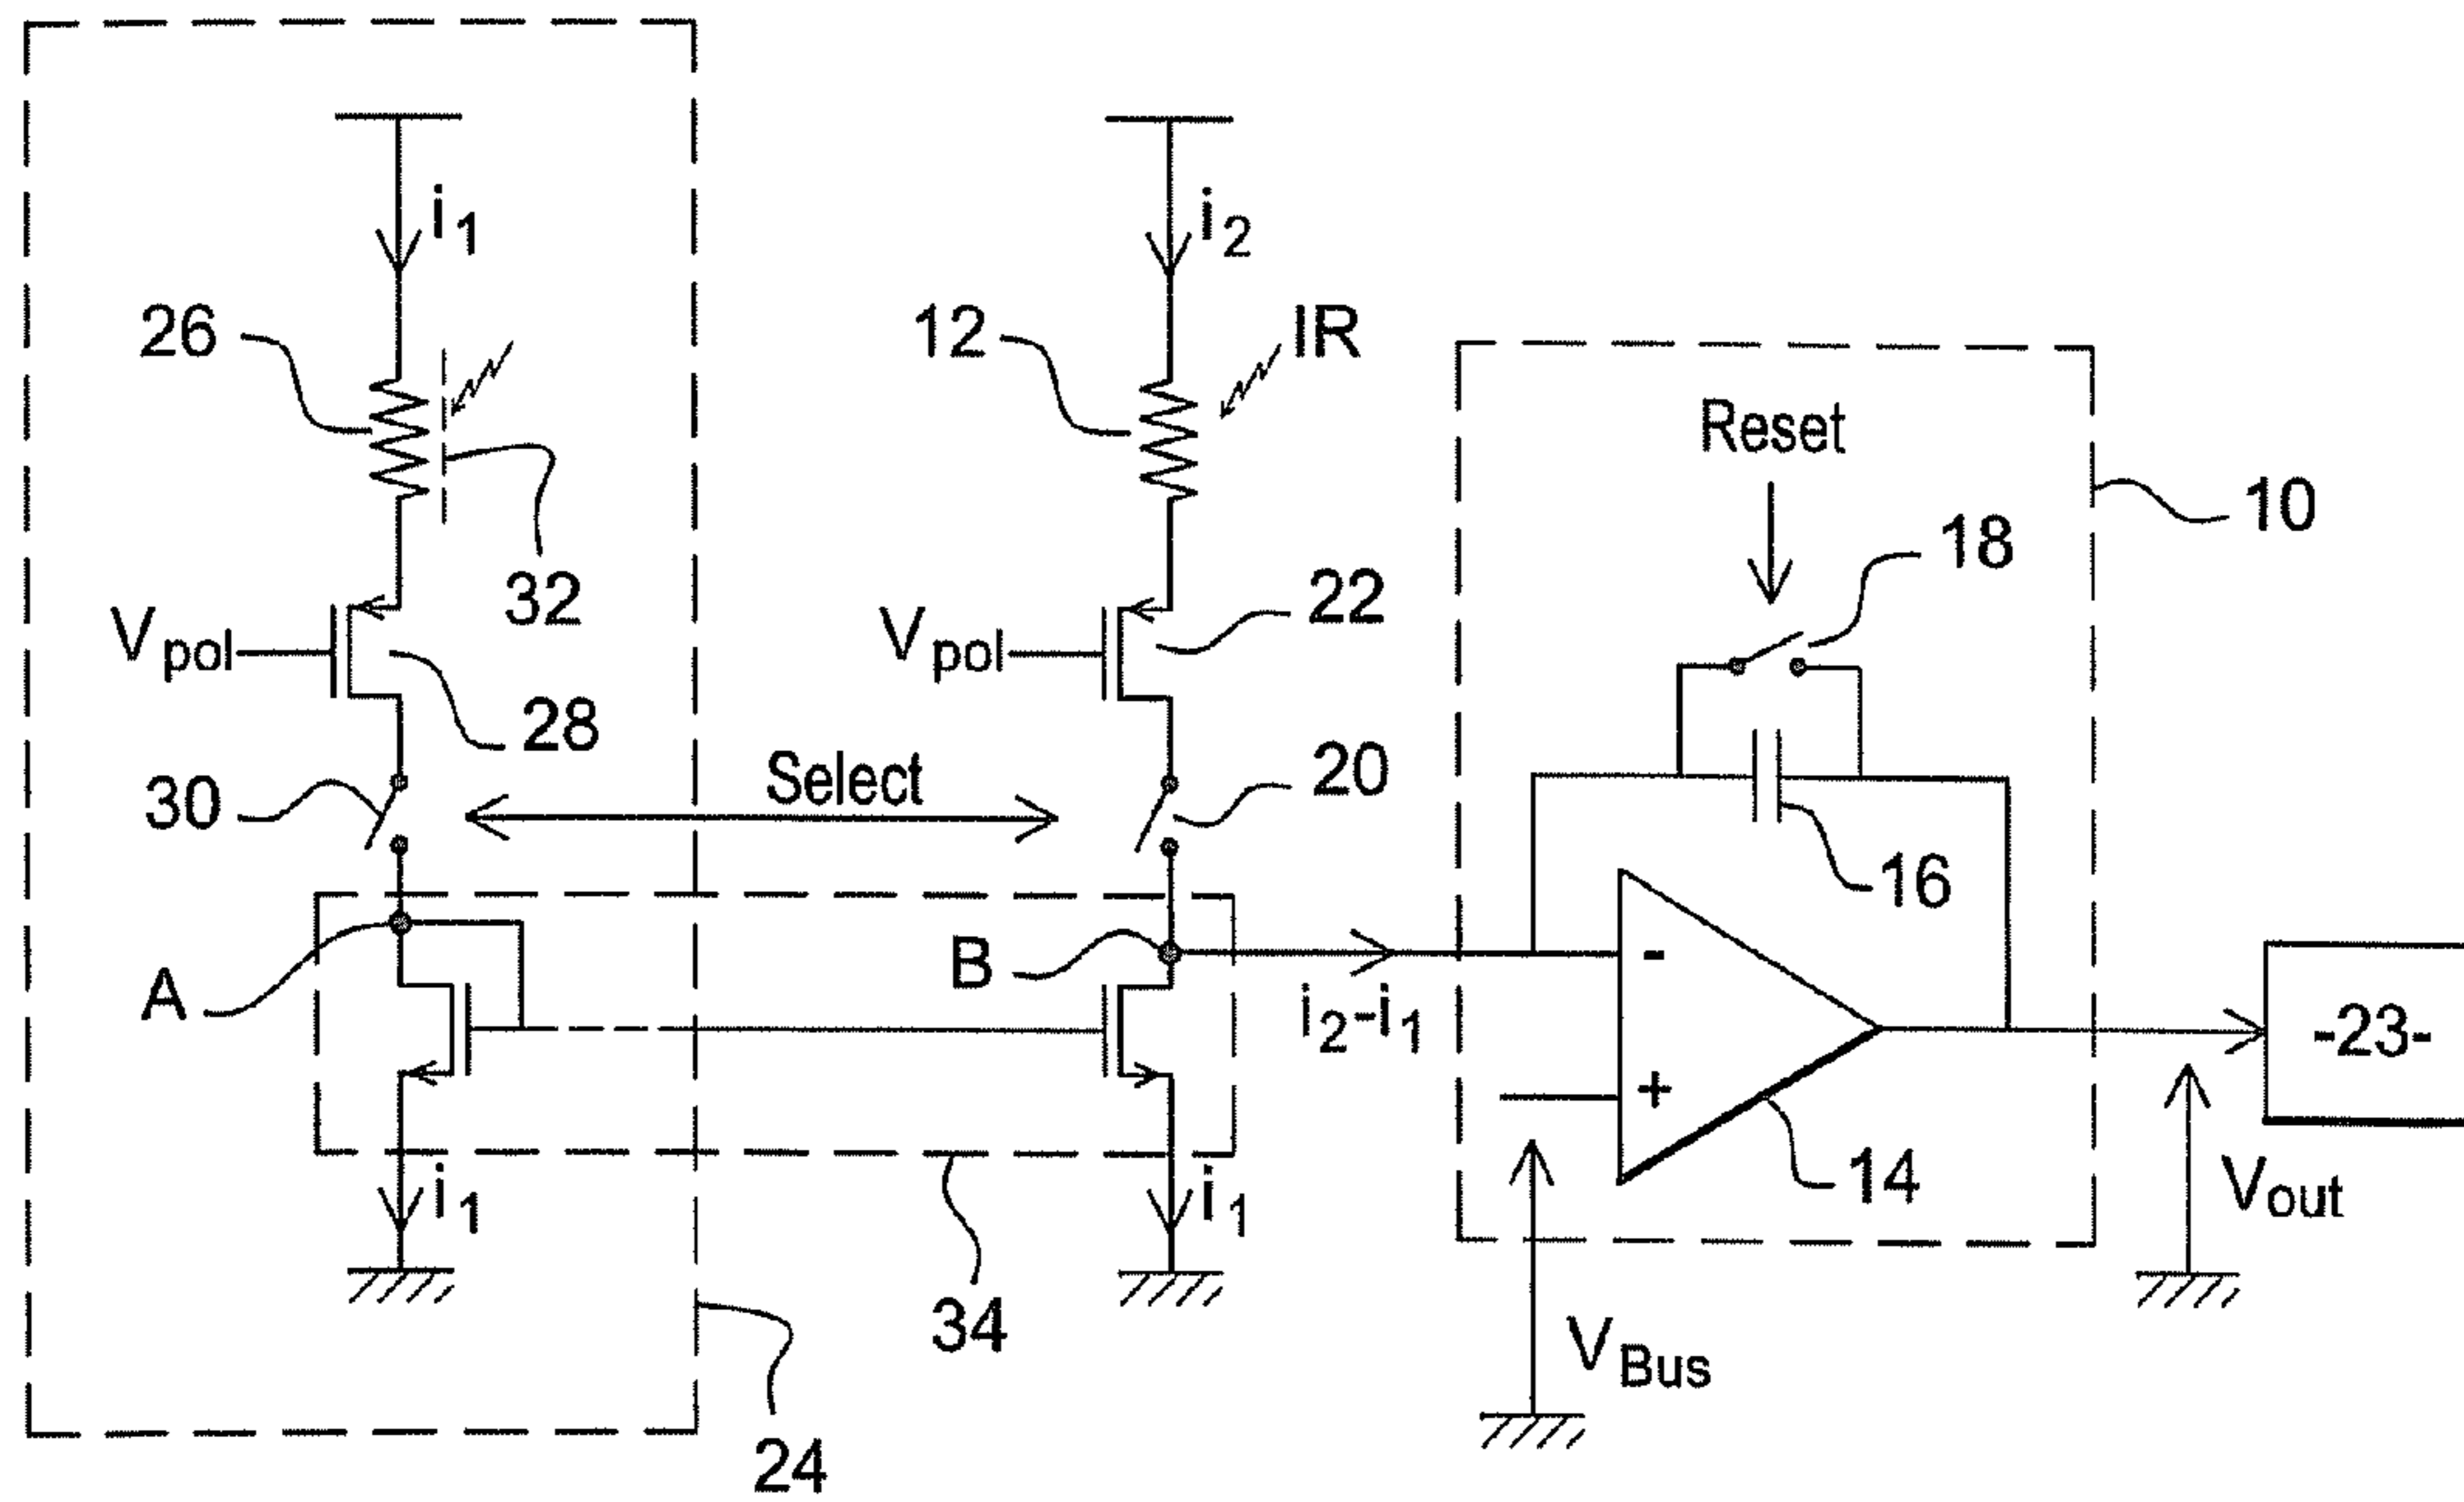 i1
i2
26
12
IR
Reset
10
32
18
Vpol
28
Vpol
22
30
Select
20
16
A
B
i2-i1
-
+
-23-
14
i1
i1
Vout
34
VBus
24